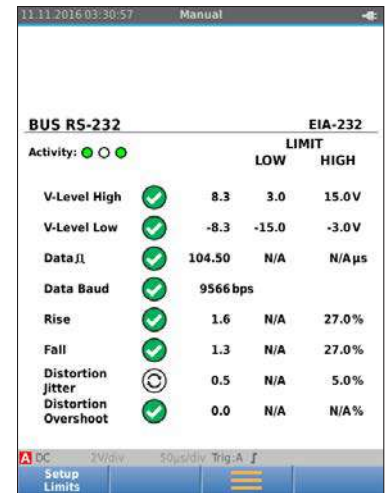 11.11.2016 03:30:57 Manual
BUS RS-232 EIA-232
Activity: LIMIT
LOW HIGH
V-Level High 8.3 3.0 15.0V
V-Level Low -8.3 -15.0 -3.0V
Data 104.50 N/A N/Aµs
Data Baud 9566bps
Rise 1.6 N/A 27.0%
Fall 1.3 N/A 27.0%
Distortion
Jitter 0.5 N/A 5.0%
Distortion
Overshoot 0.0 N/A N/A%
A DC 2V/div 50µs/div Trig:A
Setup
Limits